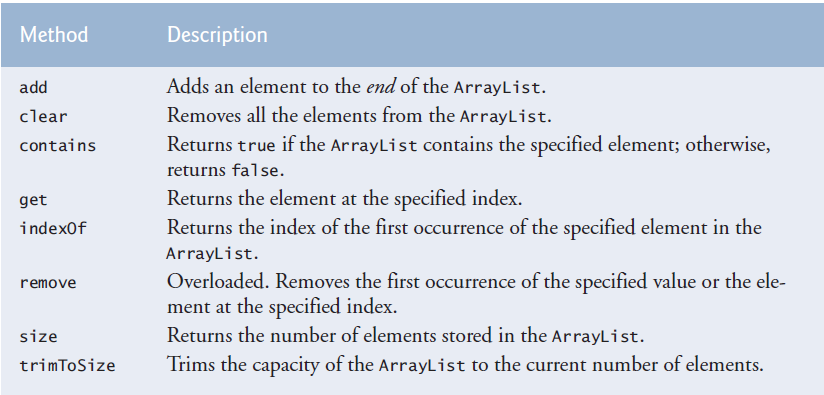 Method Description
add Adds an element to the end of the ArrayList.
clear Removes all the elements from the ArrayList.
contains Returns true if the ArrayList contains the specified element; otherwise,
returns false.
get Returns the element at the specified index.
indexOf Returns the index of the first occurrence of the specified element in the
ArrayList.
remove Overloaded. Removes the first occurrence of the specified value or the ele-
ment at the specified index.
size Returns the number of elements stored in the ArrayList.
trimToSize Trims the capacity of the ArrayList to the current number of elements.